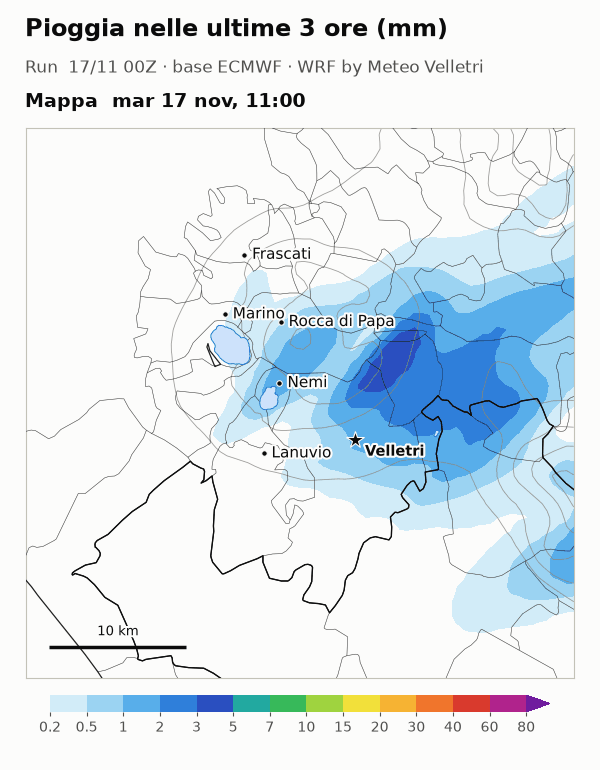 Pioggia nelle ultime 3 ore (mm)
Run  17/11 00Z · base ECMWF · WRF by Meteo Velletri
Mappa  mar 17 nov, 11:00
Frascati
Marino
Rocca di Papa
Nemi
Velletri
Lanuvio
10 km
0.2 0.5 1 2 3 5 7 10 15 20 30 40 60 80